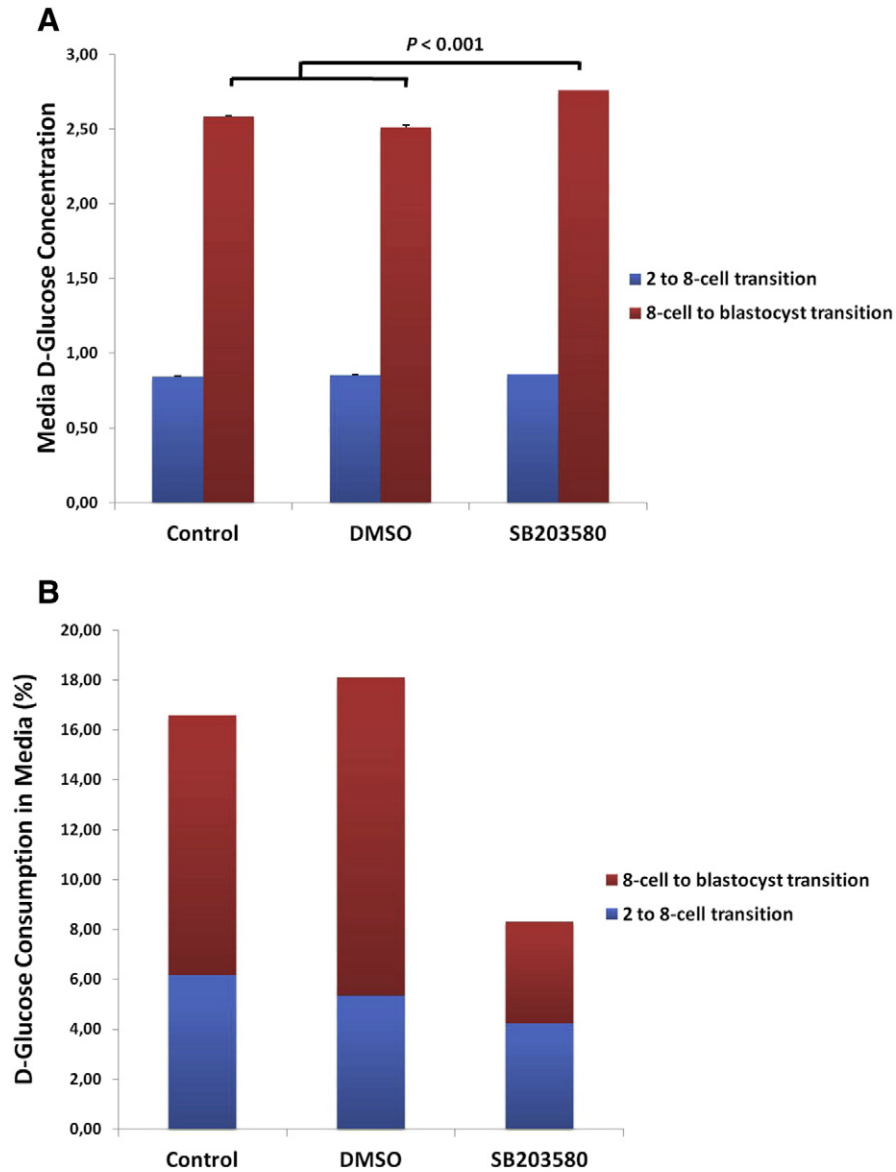 A
P < 0.001
Media D-Glucose Concentration
3,00
2,50
2,00
1,50
1,00
0,50
0,00
Control
DMSO
SB203580
2 to 8-cell transition
8-cell to blastocyst transition
B
D-Glucose Consumption in Media (%)
20,00
18,00
16,00
14,00
12,00
10,00
8,00
6,00
4,00
2,00
0,00
Control
DMSO
SB203580
8-cell to blastocyst transition
2 to 8-cell transition